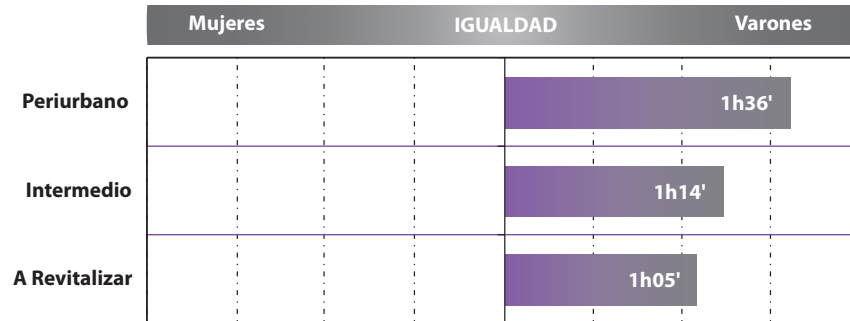 Mujeres IGUALDAD Varones
Periurbano 1h36'
Intermedio 1h14'
A Revitalizar 1h05'